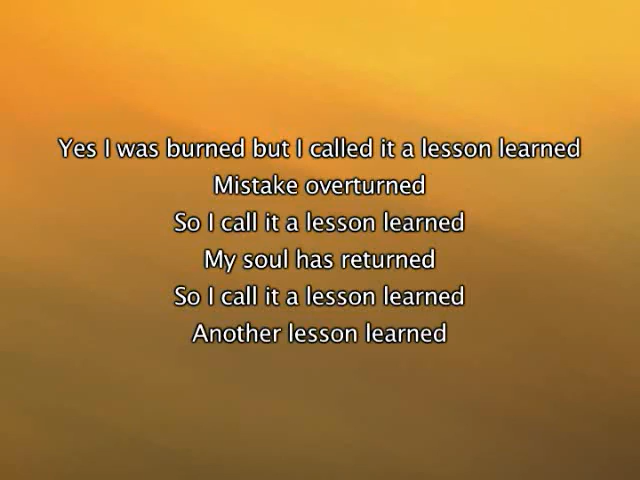 Yes I was burned but I called it a lesson learned
Mistake overturned
So I call it a lesson learned
My soul has returned
So I call it a lesson learned
Another lesson learned